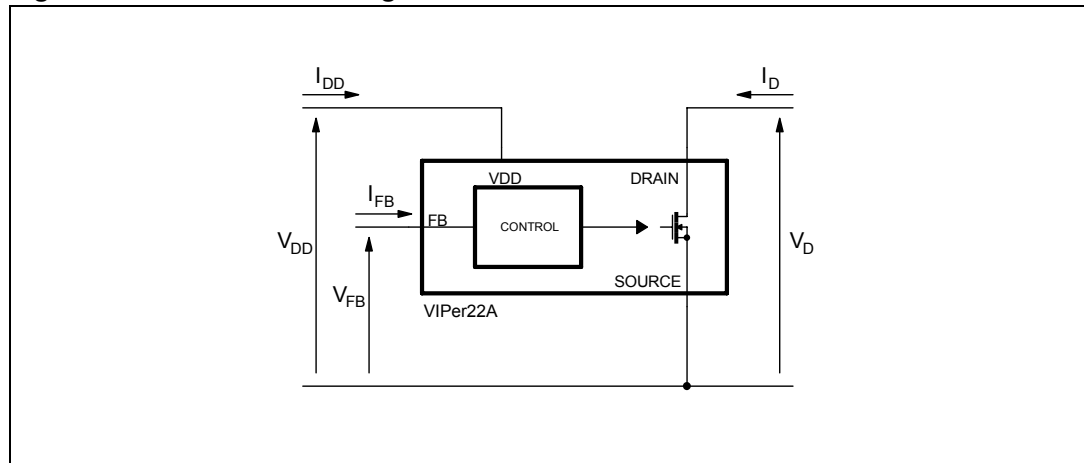 I_DD
I_D
VDD
DRAIN
I_FB
FB
CONTROL
V_DD
V_D
SOURCE
V_FB
VIPer22A